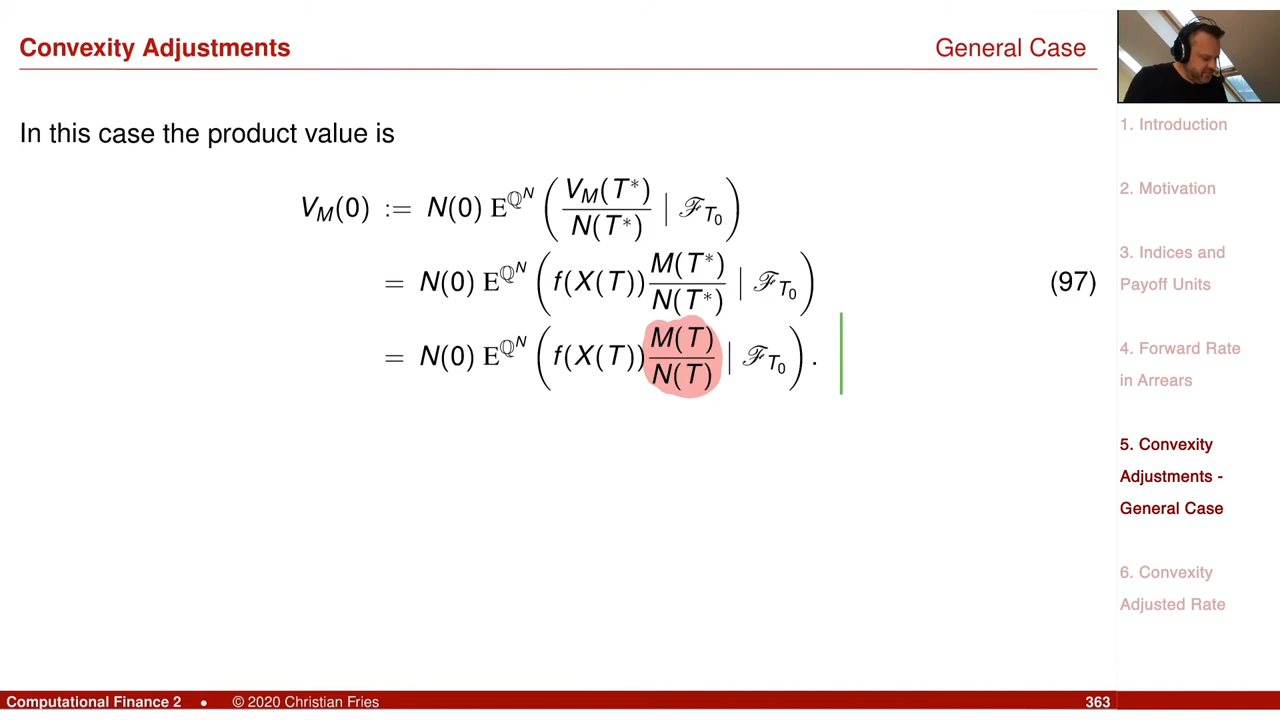 Convexity Adjustments General Case
In this case the product value is
V_M(0) := N(0) E^{ℚ^N} ( V_M(T*) / N(T*) | ℱ_{T_0} )
= N(0) E^{ℚ^N} ( f(X(T)) M(T*) / N(T*) | ℱ_{T_0} ) (97)
= N(0) E^{ℚ^N} ( f(X(T)) M(T) / N(T) | ℱ_{T_0} ) .
1. Introduction
2. Motivation
3. Indices and
Payoff Units
4. Forward Rate
in Arrears
5. Convexity
Adjustments -
General Case
6. Convexity
Adjusted Rate
Computational Finance 2 • © 2020 Christian Fries 363